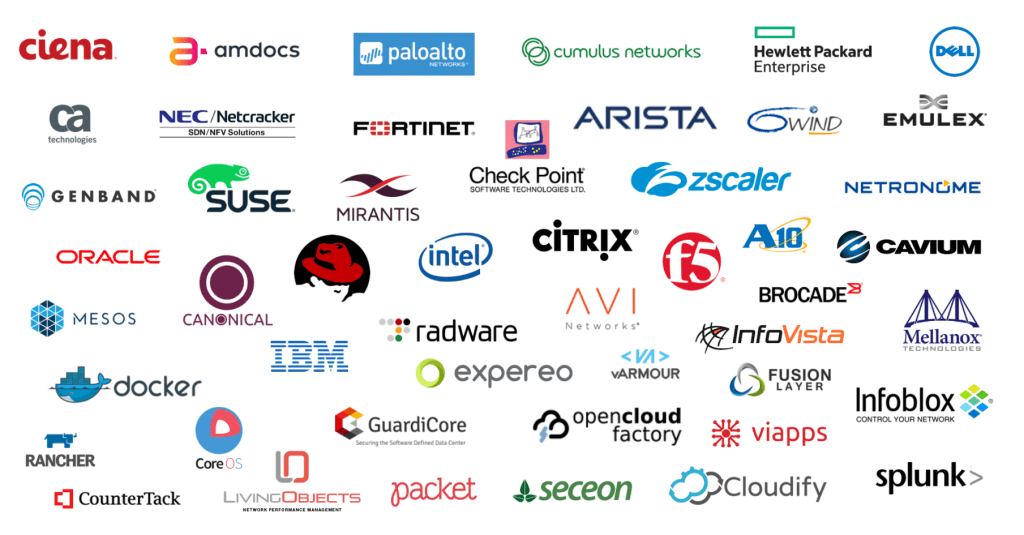 ciena
amdocs
paloalto
NETWORKS
cumulus networks
Hewlett Packard
Enterprise
DELL
ca
technologies
NEC/Netcracker
SDN/NFV Solutions
FORTINET
ARISTA
6WIND
EMULEX
GENBAND
SUSE
MIRANTIS
Check Point
SOFTWARE TECHNOLOGIES LTD.
zscaler
NETRONOME
ORACLE
CANONICAL
intel
CITRIX
f5
A10
CAVIUM
MESOS
radware
AVI
Networks
BROCADE
InfoVista
Mellanox
TECHNOLOGIES
IBM
docker
expereo
<VA>
vARMOUR
FUSION
LAYER
Infoblox
CONTROL YOUR NETWORK
RANCHER
CoreOS
GuardiCore
Securing the Software Defined Data Center
opencloud
factory
viapps
CounterTack
LIVINGOBJECTS
NETWORK PERFORMANCE MANAGEMENT
packet
seceon
Cloudify
splunk>